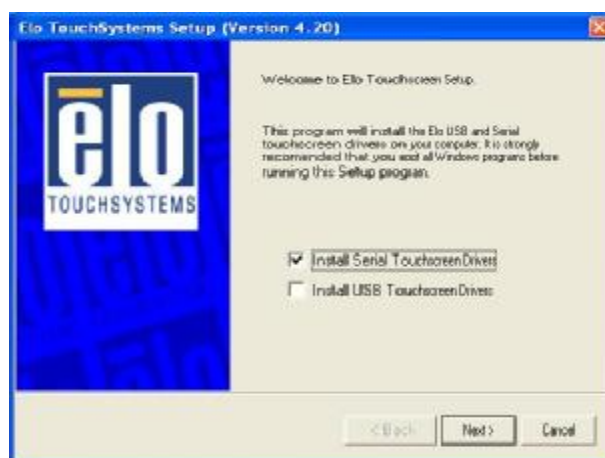 Elo TouchSystems Setup (Version 4.20)
elo
TOUCHSYSTEMS
Welcome to Elo Touchscreen Setup.
This program will install the Elo USB and Serial
touchscreen drivers on your computer. It is strongly
recomended that you exit all Windows programs before
running this Setup program.
Install Serial Touchscreen Drivers
Install USB Touchscreen Drivers
< Back
Next >
Cancel